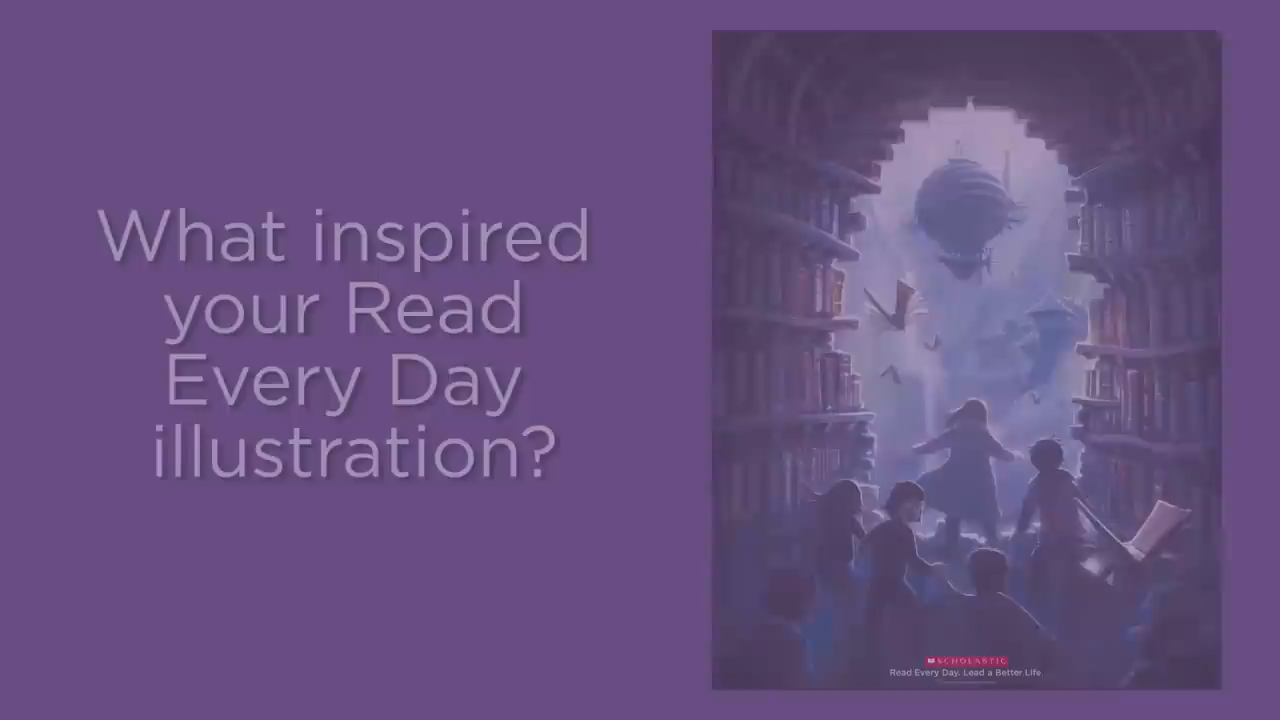 What inspired
your Read
Every Day
illustration?
SCHOLASTIC
Read Every Day. Lead a Better Life.